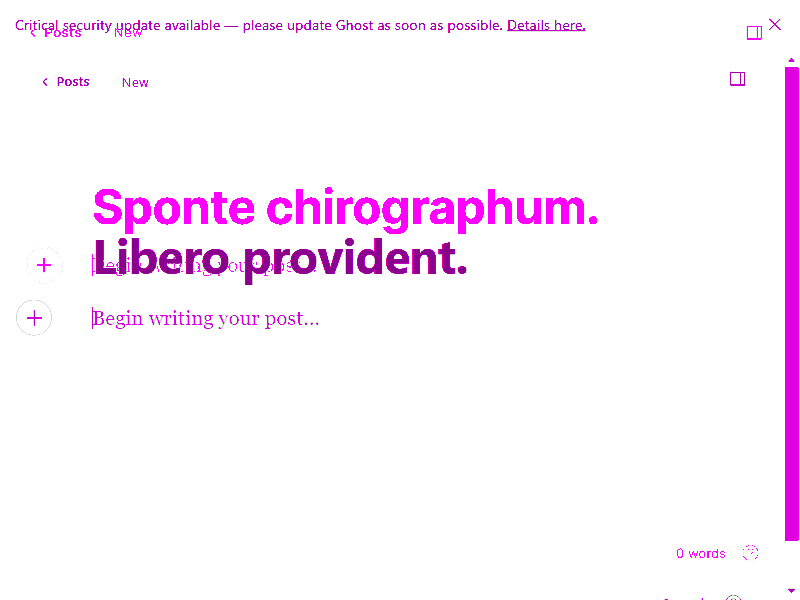 Critical security update available — please update Ghost as soon as possible. Details here.
Posts New
Posts New
Sponte chirographum.
Libero provident.
Begin writing your post...
Begin writing your post...
0 words